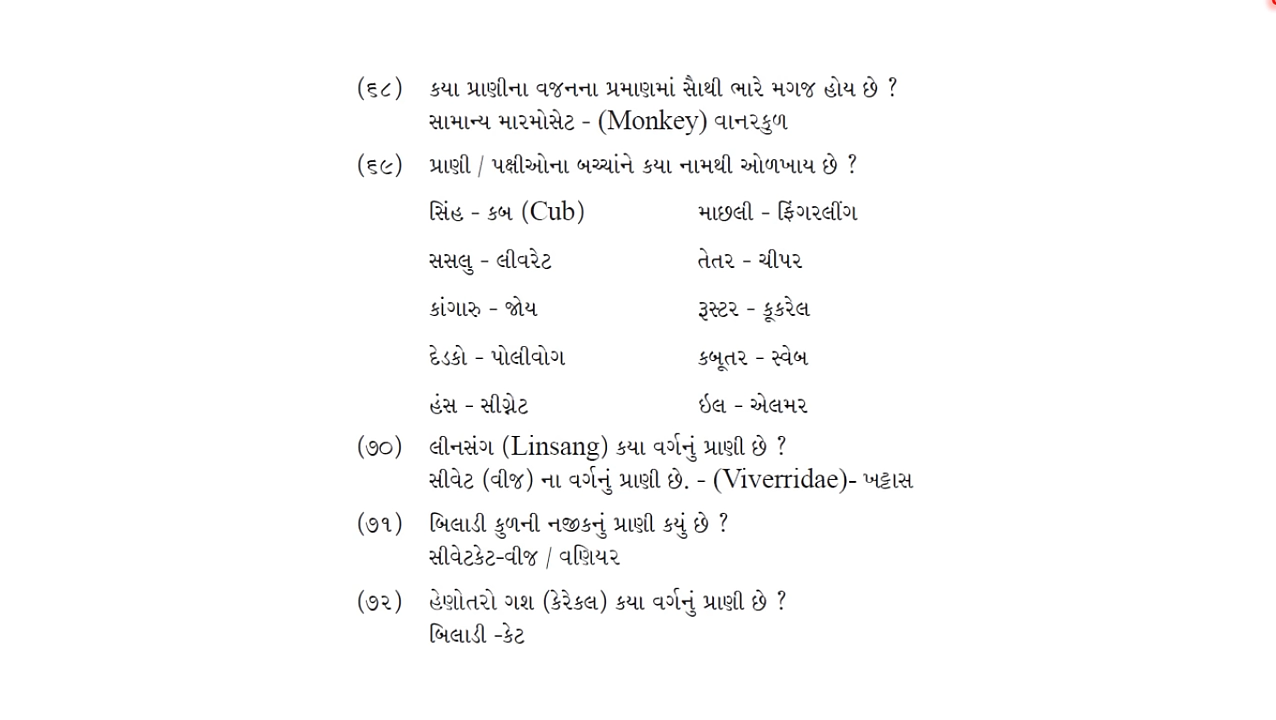 (૬૮) કયા પ્રાણીના વજનના પ્રમાણમાં સૌથી ભારે મગજ હોય છે ?
સામાન્ય મારમોસેટ - (Monkey) વાનરકુળ
(૬૯) પ્રાણી / પક્ષીઓના બચ્ચાંને કયા નામથી ઓળખાય છે ?
સિંહ - કબ (Cub) માછલી - ફિંગરલીંગ
સસલુ - લીવરેટ તેતર - ચીપર
કાંગારુ - જોય રૂસ્ટર - કૂકરેલ
દેડકો - પોલીવોગ કબૂતર - સ્વેબ
હંસ - સીગ્નેટ ઇલ - એલમર
(૭૦) લીનસંગ (Linsang) કયા વર્ગનું પ્રાણી છે ?
સીવેટ (વીજ) ના વર્ગનું પ્રાણી છે. - (Viverridae)- ખટ્ટાસ
(૭૧) બિલાડી કુળની નજીકનું પ્રાણી કયું છે ?
સીવેટકેટ-વીજ / વણિયર
(૭૨) હેણોતરો ગશ (કેરેકલ) કયા વર્ગનું પ્રાણી છે ?
બિલાડી -કેટ